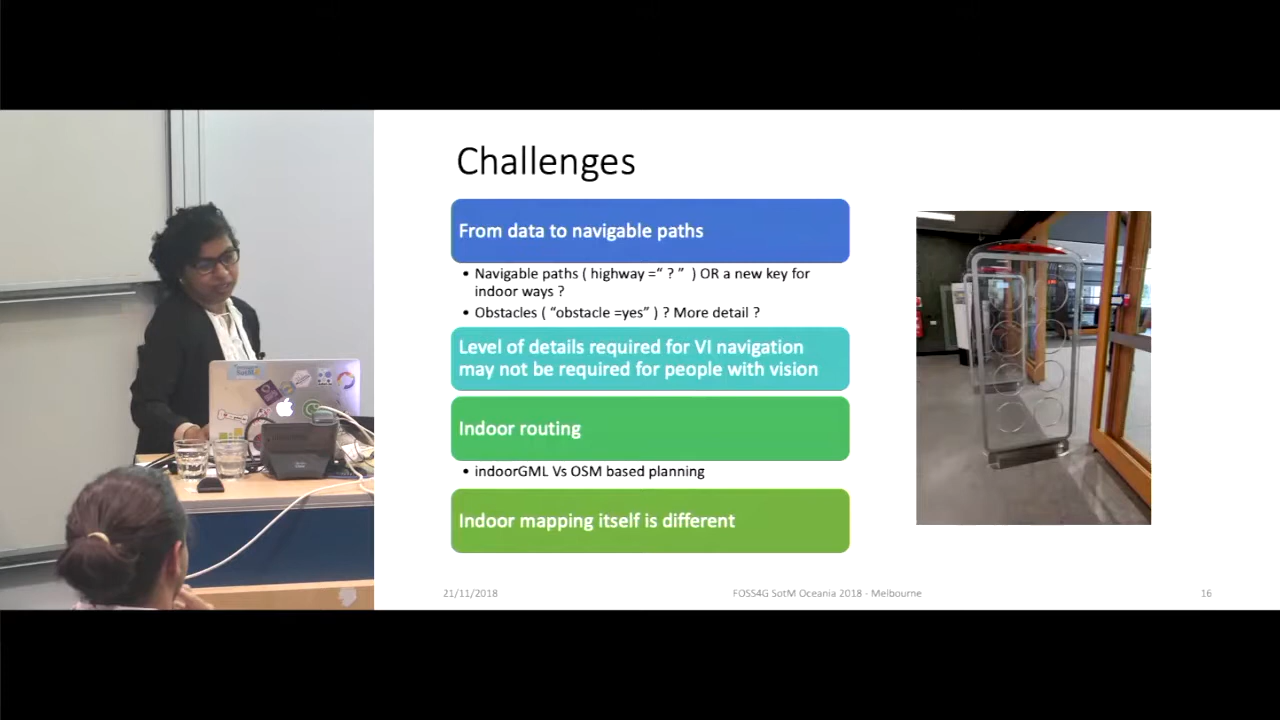 Challenges
From data to navigable paths
• Navigable paths ( highway =“ ? ” ) OR a new key for
indoor ways ?
• Obstacles ( “obstacle =yes” ) ? More detail ?
Level of details required for VI navigation
may not be required for people with vision
Indoor routing
• indoorGML Vs OSM based planning
Indoor mapping itself is different
21/11/2018
FOSS4G SotM Oceania 2018 - Melbourne
16